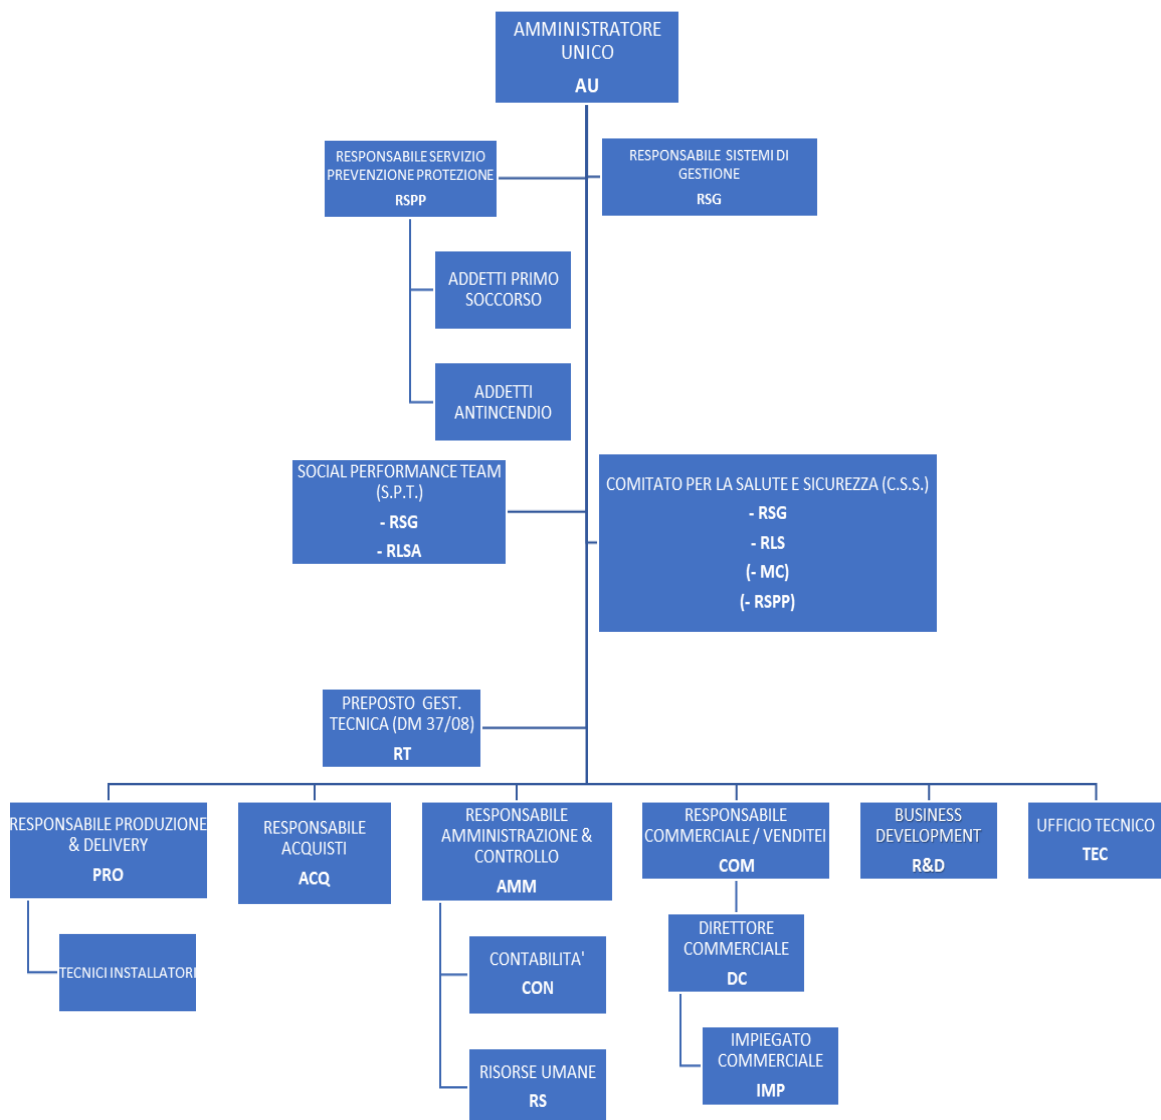 AMMINISTRATORE
UNICO
AU
RESPONSABILE SERVIZIO
PREVENZIONE PROTEZIONE
RSPP
RESPONSABILE SISTEMI DI
GESTIONE
RSG
ADDETTI PRIMO
SOCCORSO
ADDETTI
ANTINCENDIO
SOCIAL PERFORMANCE TEAM
(S.P.T.)
- RSG
- RLSA
COMITATO PER LA SALUTE E SICUREZZA (C.S.S.)
- RSG
- RLS
(- MC)
(- RSPP)
PREPOSTO GEST.
TECNICA (DM 37/08)
RT
RESPONSABILE PRODUZIONE
& DELIVERY
PRO
RESPONSABILE
ACQUISTI
ACQ
RESPONSABILE
AMMINISTRAZIONE &
CONTROLLO
AMM
RESPONSABILE
COMMERCIALE / VENDITEI
COM
BUSINESS
DEVELOPMENT
R&D
UFFICIO TECNICO
TEC
TECNICI INSTALLATORI
CONTABILITA'
CON
RISORSE UMANE
RS
DIRETTORE
COMMERCIALE
DC
IMPIEGATO
COMMERCIALE
IMP